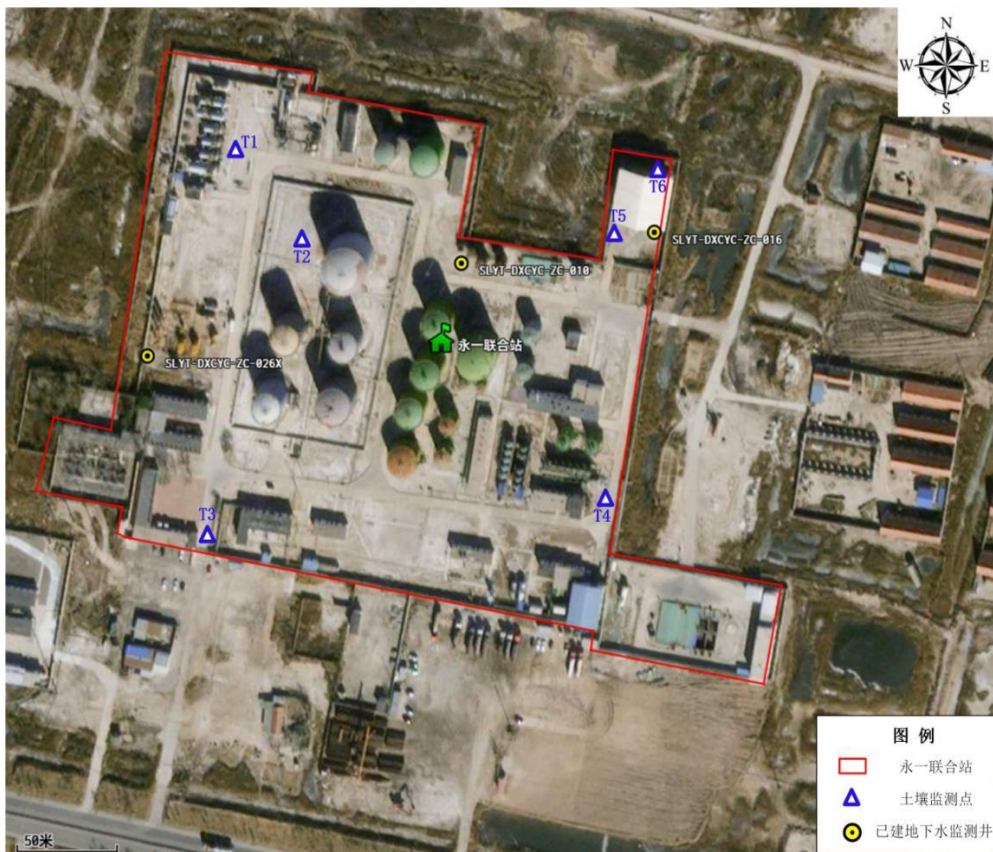 N
W E
S
T1
T6
T5
SLYT-DXCYC-ZC-016
T2
SLYT-DXCYC-ZC-010
永一联合站
SLYT-DXCYC-ZC-026X
T4
T3
图 例
永一联合站
土壤监测点
已建地下水监测井
50米